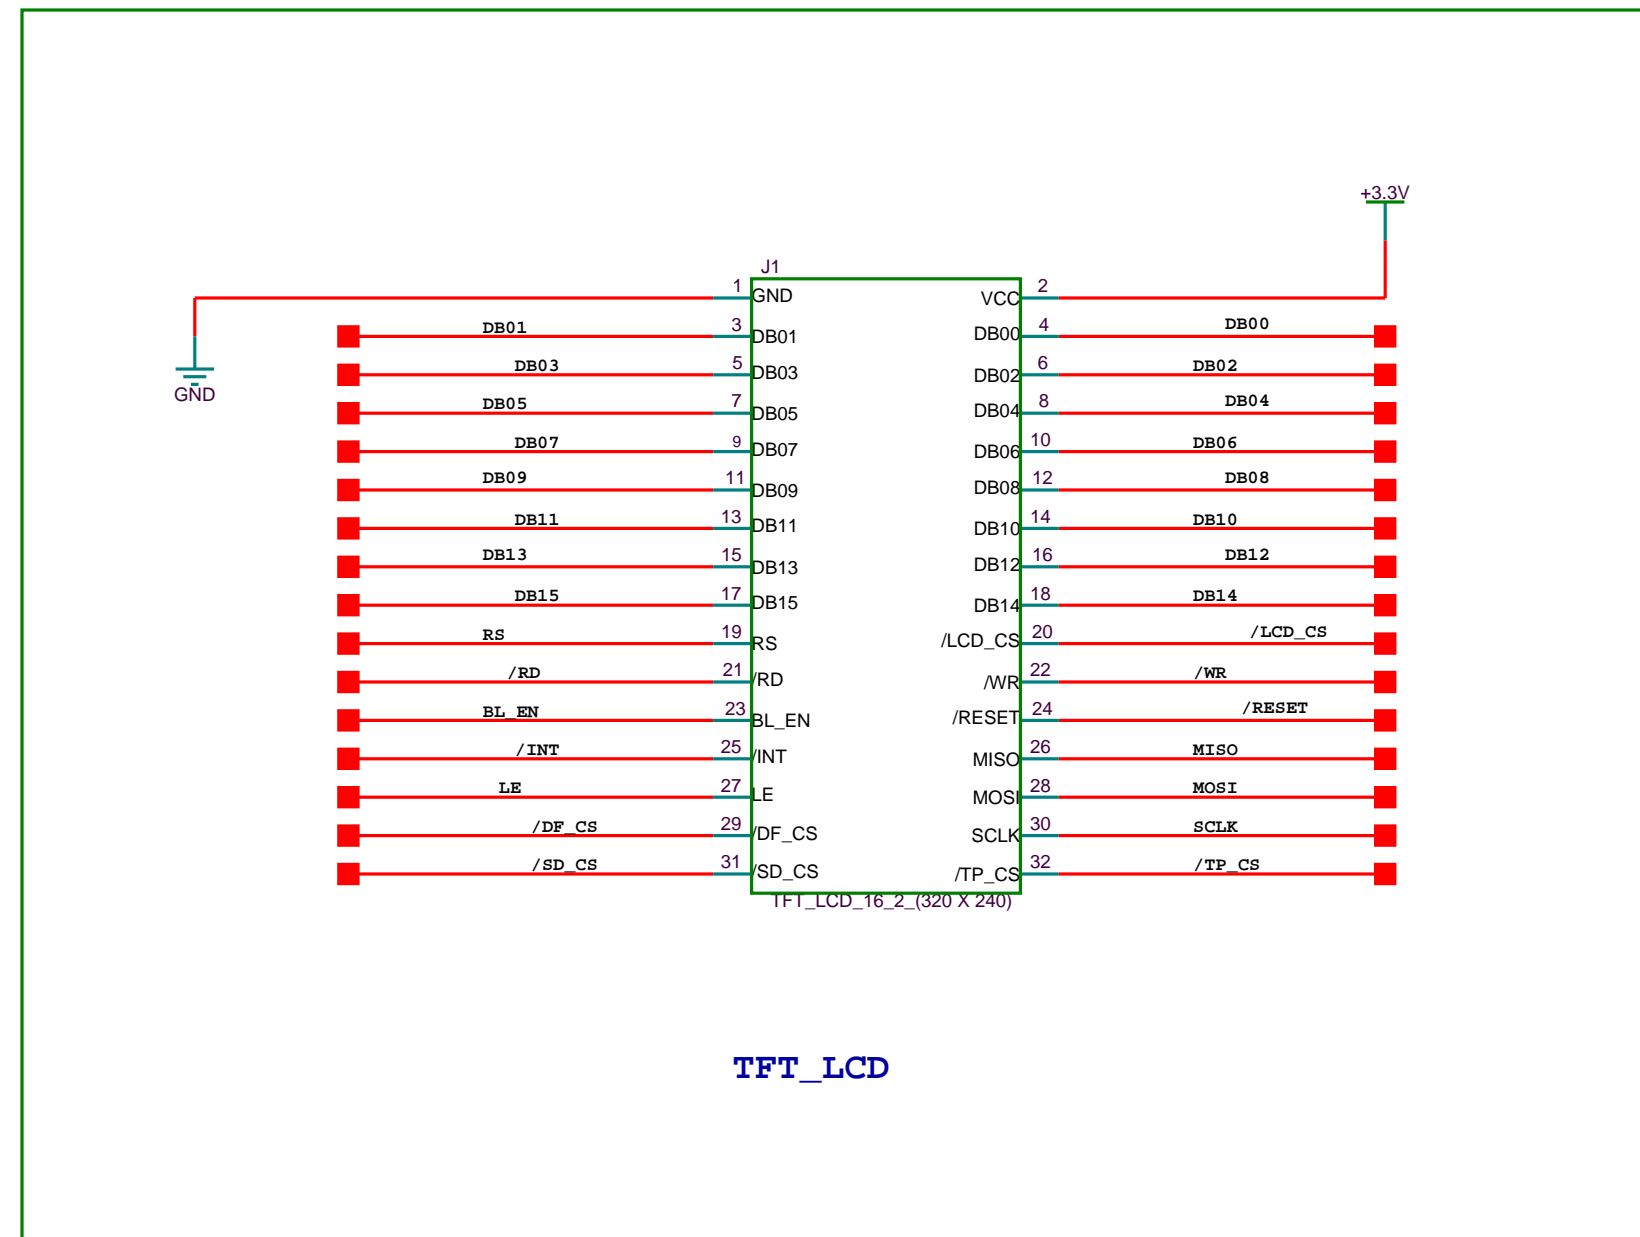 +3.3V
J1
1 GND VCC 2
DB01 3 DB01 DB00 4 DB00
DB03 5 DB03 DB02 6 DB02
GND
DB05 7 DB05 DB04 8 DB04
DB07 9 DB07 DB06 10 DB06
DB09 11 DB09 DB08 12 DB08
DB11 13 DB11 DB10 14 DB10
DB13 15 DB13 DB12 16 DB12
DB15 17 DB15 DB14 18 DB14
RS 19 RS /LCD_CS 20 /LCD_CS
/RD 21 /RD /WR 22 /WR
BL_EN 23 BL_EN /RESET 24 /RESET
/INT 25 /INT MISO 26 MISO
LE 27 LE MOSI 28 MOSI
/DF_CS 29 /DF_CS SCLK 30 SCLK
/SD_CS 31 /SD_CS /TP_CS 32 /TP_CS
TFT_LCD_16_2_(320 X 240)
TFT_LCD